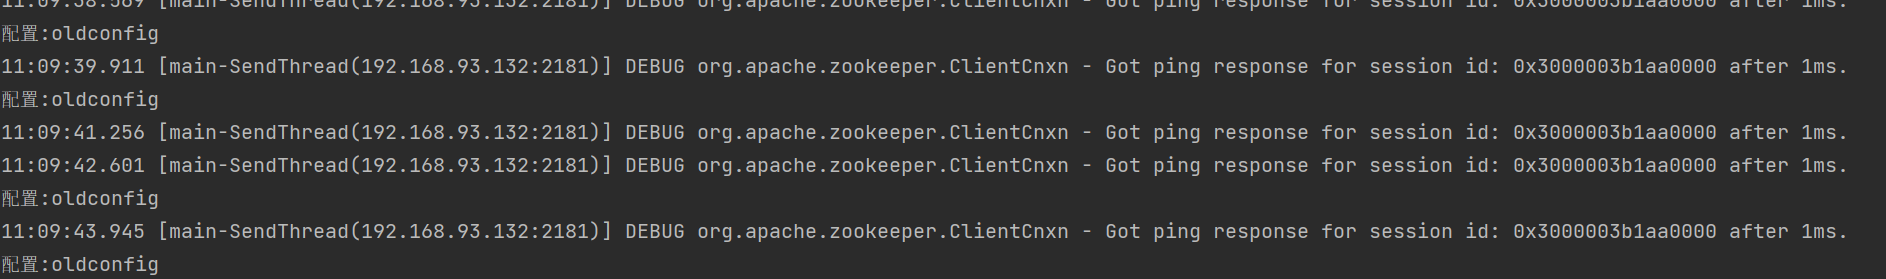 11:09:38.569 [main-SendThread(192.168.93.132:2181)] DEBUG org.apache.zookeeper.ClientCnxn - Got ping response for session id: 0x3000003b1aa0000 after 1ms.
配置:oldconfig
11:09:39.911 [main-SendThread(192.168.93.132:2181)] DEBUG org.apache.zookeeper.ClientCnxn - Got ping response for session id: 0x3000003b1aa0000 after 1ms.
配置:oldconfig
11:09:41.256 [main-SendThread(192.168.93.132:2181)] DEBUG org.apache.zookeeper.ClientCnxn - Got ping response for session id: 0x3000003b1aa0000 after 1ms.
11:09:42.601 [main-SendThread(192.168.93.132:2181)] DEBUG org.apache.zookeeper.ClientCnxn - Got ping response for session id: 0x3000003b1aa0000 after 1ms.
配置:oldconfig
11:09:43.945 [main-SendThread(192.168.93.132:2181)] DEBUG org.apache.zookeeper.ClientCnxn - Got ping response for session id: 0x3000003b1aa0000 after 1ms.
配置:oldconfig